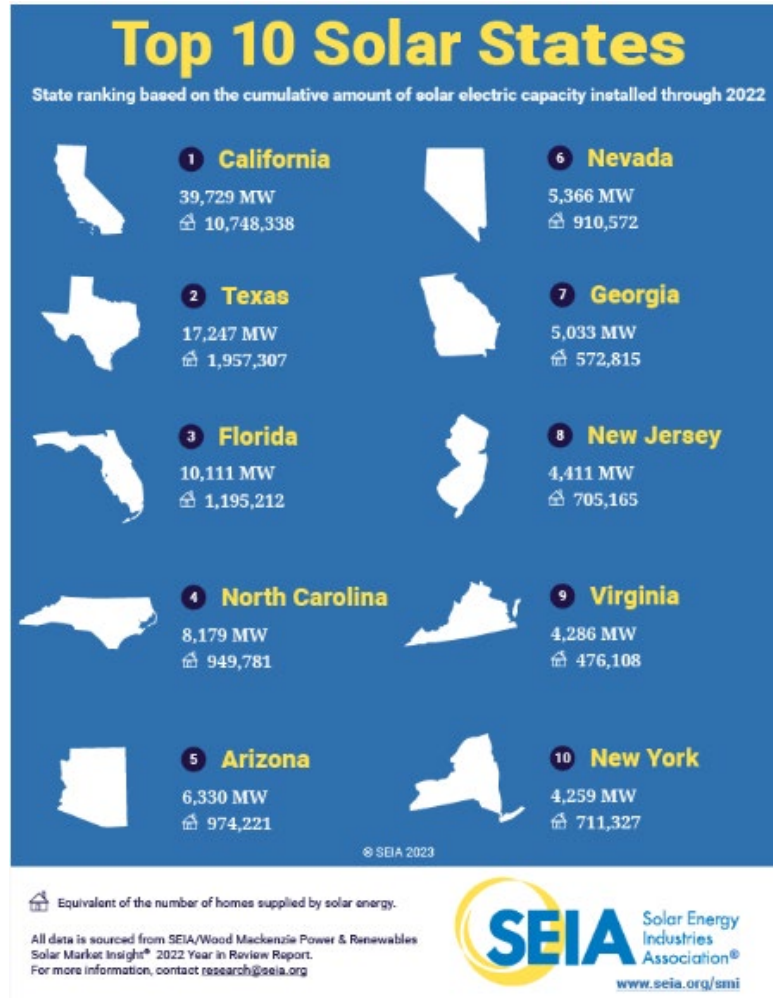 Top 10 Solar States
State ranking based on the cumulative amount of solar electric capacity installed through 2022
1 California
39,729 MW
10,748,338
2 Texas
17,247 MW
1,957,307
3 Florida
10,111 MW
1,195,212
4 North Carolina
8,179 MW
949,781
5 Arizona
6,330 MW
974,221
6 Nevada
5,366 MW
910,572
7 Georgia
5,033 MW
572,815
8 New Jersey
4,411 MW
705,165
9 Virginia
4,286 MW
476,108
10 New York
4,259 MW
711,327
® SEIA 2023
Equivalent of the number of homes supplied by solar energy.
All data is sourced from SEIA/Wood Mackenzie Power & Renewables
Solar Market Insight® 2022 Year in Review Report.
For more information, contact research@seia.org
SEIA
Solar Energy
Industries
Association®
www.seia.org/smi